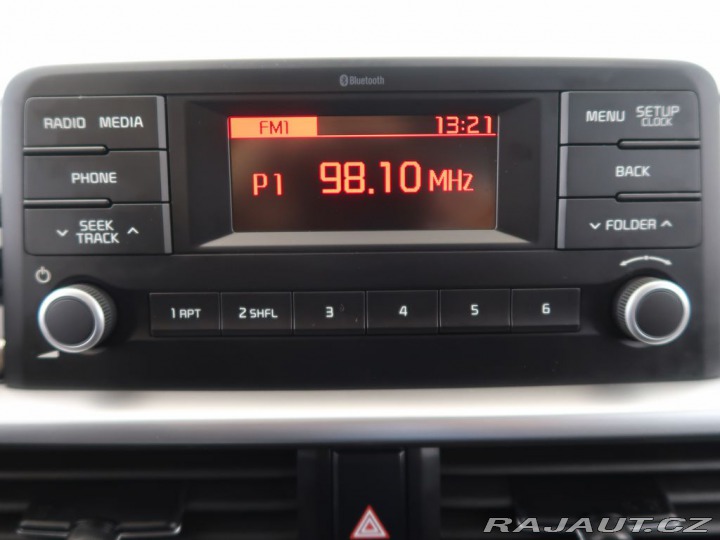 Bluetooth
RADIO MEDIA
FM1 13:21
MENU SETUP
CLOCK
PHONE
P1 98.10 MHz
BACK
SEEK
TRACK
FOLDER
1 RPT 2 SHFL 3 4 5 6
RAJAUTO.CZ